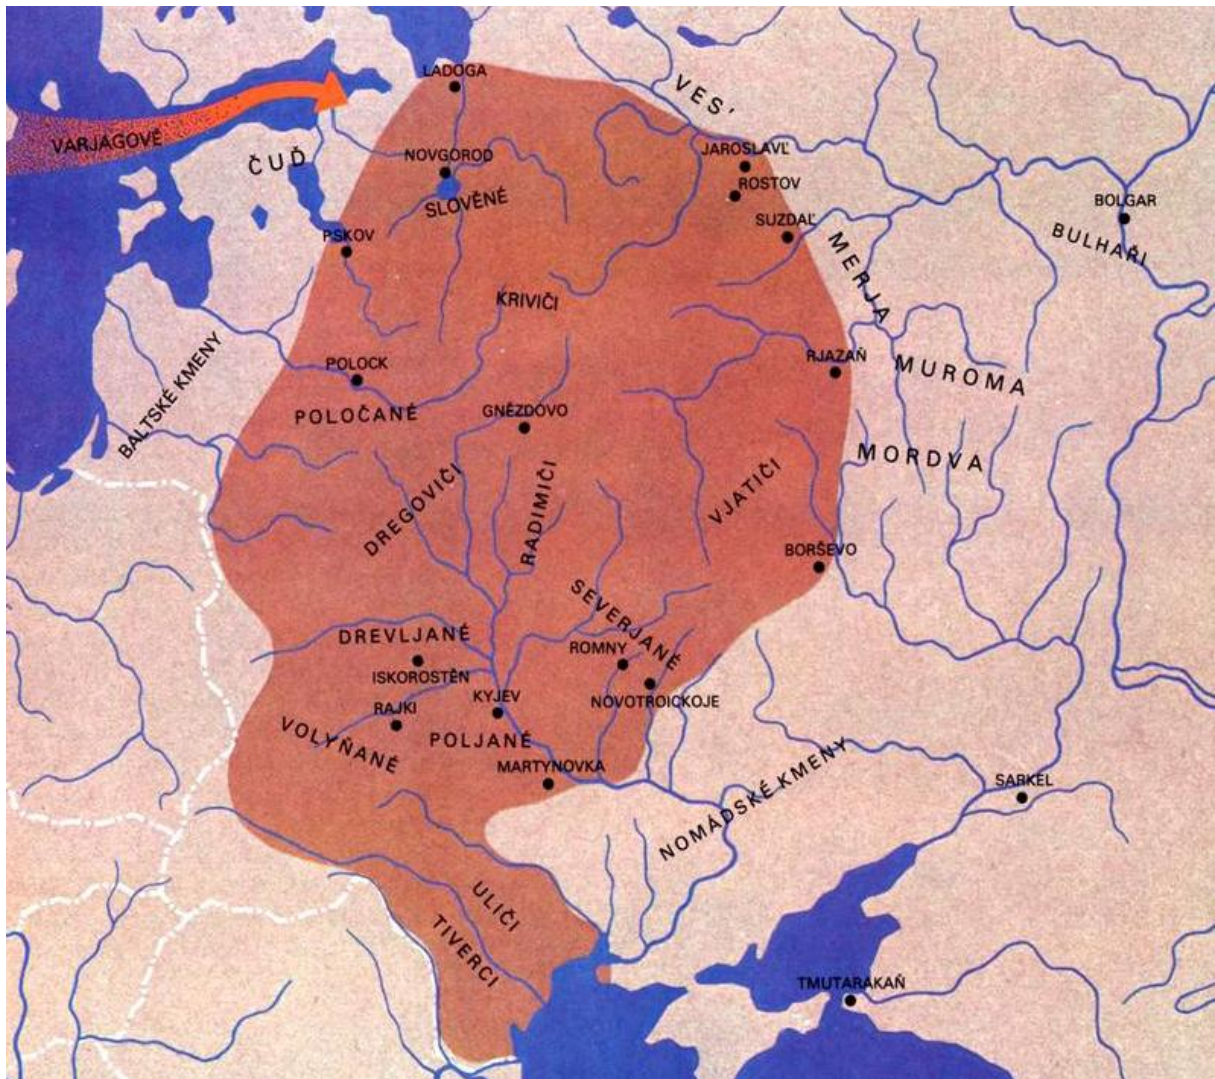 LADOGA
VES'
VARJAGOVÉ
ČUĎ
NOVGOROD
JAROSLAVĽ
ROSTOV
SLOVĚNÉ
BOLGAR
SUZDAĽ
PSKOV
BULHAŘI
MERJA
KRIVIČI
BALTSKÉ KMENY
POLOCK
RJAZAŇ
MUROMA
POLOČANÉ
GNĚZDOVO
MORDVA
DREGOVIČI
RADIMIČI
VJATIČI
BORŠEVO
SEVERJANÉ
DREVLJANÉ
ROMNY
ISKOROSTĚN
KYJEV
NOVOTROICKOJE
RAJKI
VOLYŇANÉ
POLJANÉ
MARTYNOVKA
NOMÁDSKÉ KMENY
SARKEL
ULIČI
TIVERCI
TMUTARAKAŇ